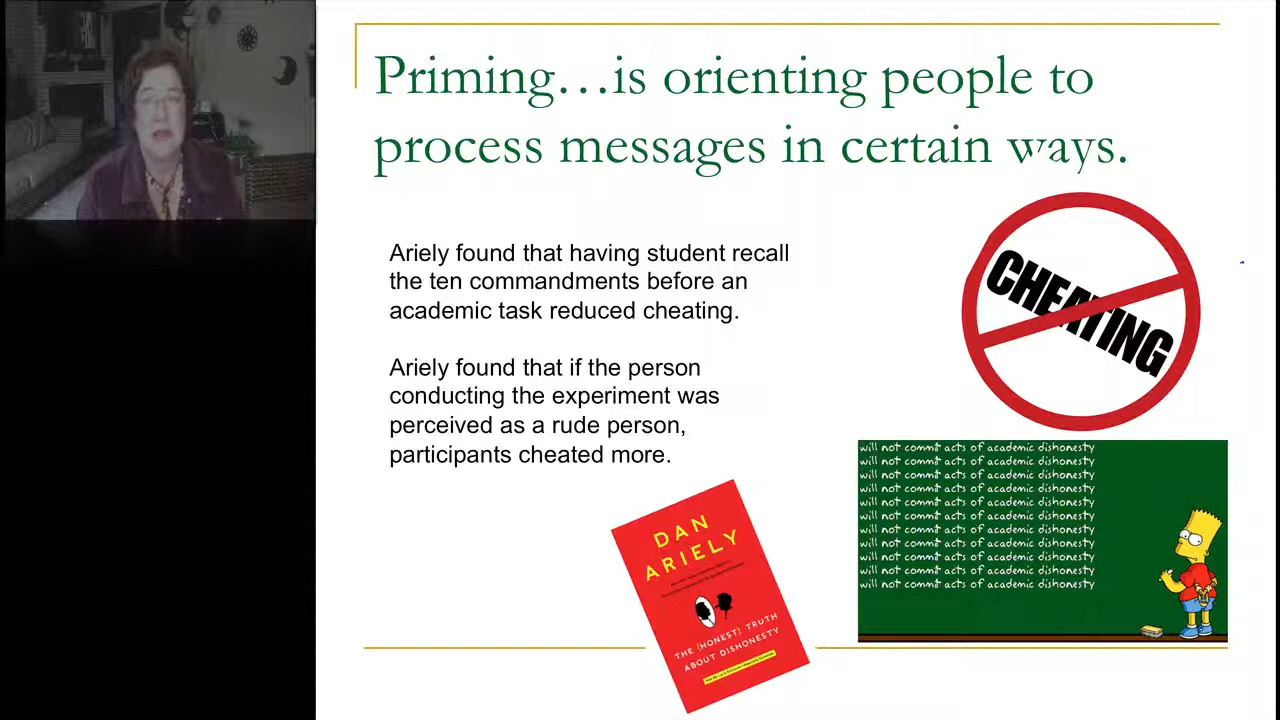 Priming…is orienting people to
process messages in certain ways.
Ariely found that having student recall
the ten commandments before an
academic task reduced cheating.
Ariely found that if the person
conducting the experiment was
perceived as a rude person,
participants cheated more.
CHEATING
will not commit acts of academic dishonesty
will not commit acts of academic dishonesty
will not commit acts of academic dishonesty
will not commit acts of academic dishonesty
will not commit acts of academic dishonesty
will not commit acts of academic dishonesty
will not commit acts of academic dishonesty
will not commit acts of academic dishonesty
will not commit acts of academic dishonesty
will not commit acts of academic dishonesty
will not commit acts of academic dishonesty
DAN
ARIELY
THE (HONEST) TRUTH
ABOUT DISHONESTY